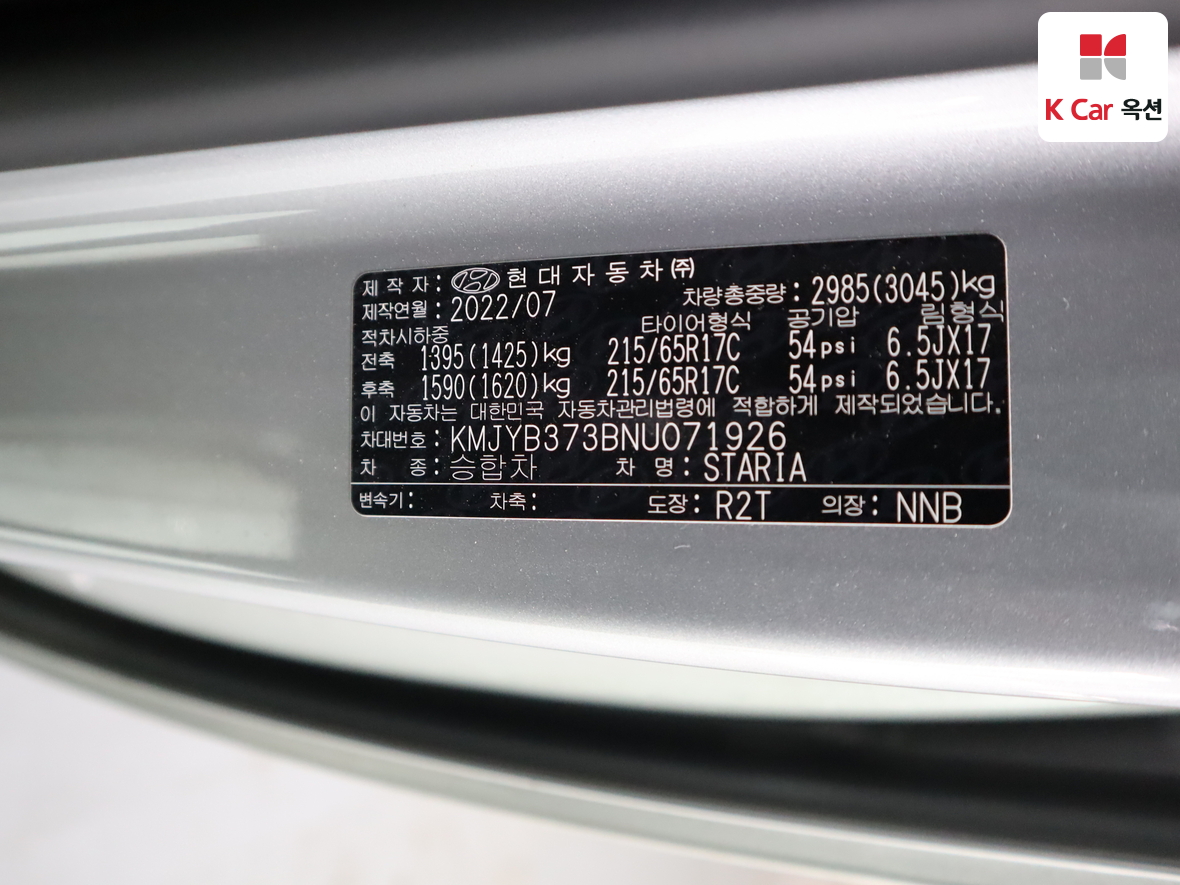 K Car 옥션
제 작 자 : 현 대 자 동 차 ㈜
제작연월 : 2022/07 차량총중량 : 2985(3045)kg
적차시하중 타이어형식 공기압 림형식
전축 1395(1425)kg 215/65R17C 54psi 6.5JX17
후축 1590(1620)kg 215/65R17C 54psi 6.5JX17
이 자동차는 대한민국 자동차관리법령에 적합하게 제작되었습니다.
차대번호 : KMJYB373BNU071926
차 종 : 승합차 차 명 : STARIA
변속기 : 차축 : 도장 : R2T 의장 : NNB